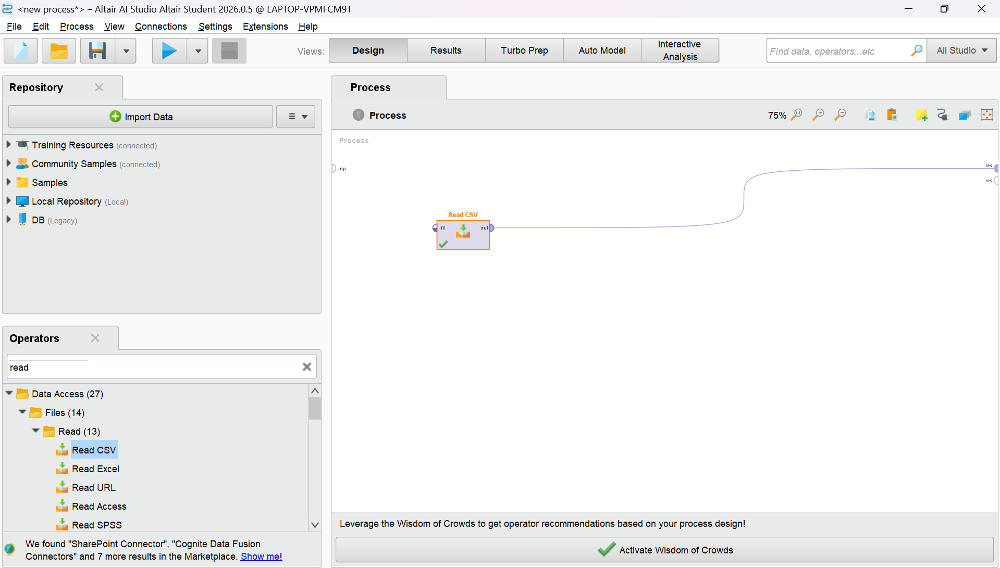 <new process*> – Altair AI Studio Altair Student 2026.0.5 @ LAPTOP-VPMFCM9T
File Edit Process View Connections Settings Extensions Help
Views: Design Results Turbo Prep Auto Model Interactive Analysis
Find data, operators...etc
All Studio
Repository
Import Data
Training Resources (connected)
Community Samples (connected)
Samples
Local Repository (Local)
DB (Legacy)
Operators
read
Data Access (27)
Files (14)
Read (13)
Read CSV
Read Excel
Read URL
Read Access
Read SPSS
We found "SharePoint Connector", "Cognite Data Fusion
Connectors" and 7 more results in the Marketplace. Show me!
Process
Process
75%
1:1
Process
inp
res
res
Read CSV
fil
out
Leverage the Wisdom of Crowds to get operator recommendations based on your process design!
Activate Wisdom of Crowds